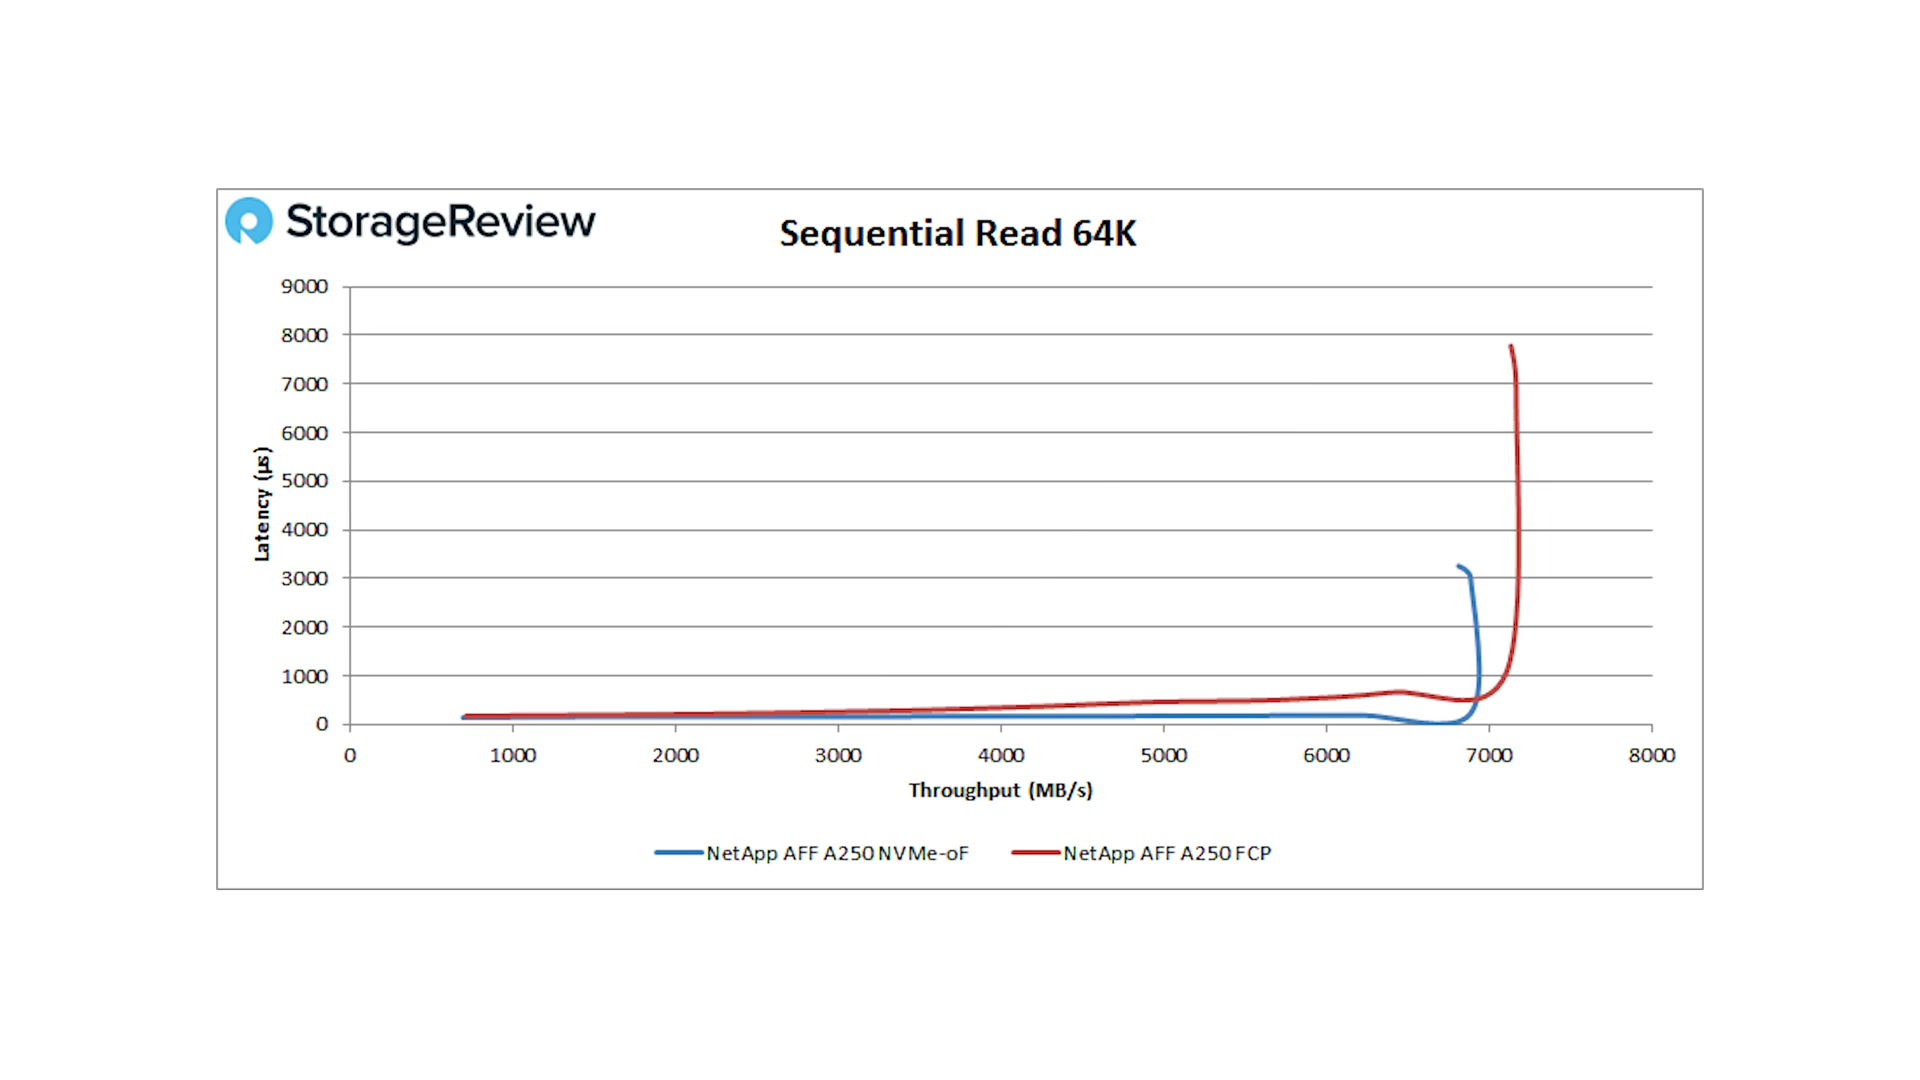 StorageReview
Sequential Read 64K
9000
8000
7000
6000
5000
4000
3000
2000
1000
0
Latency (µs)
0 1000 2000 3000 4000 5000 6000 7000 8000
Throughput (MB/s)
NetApp AFF A250 NVMe-oF NetApp AFF A250 FCP